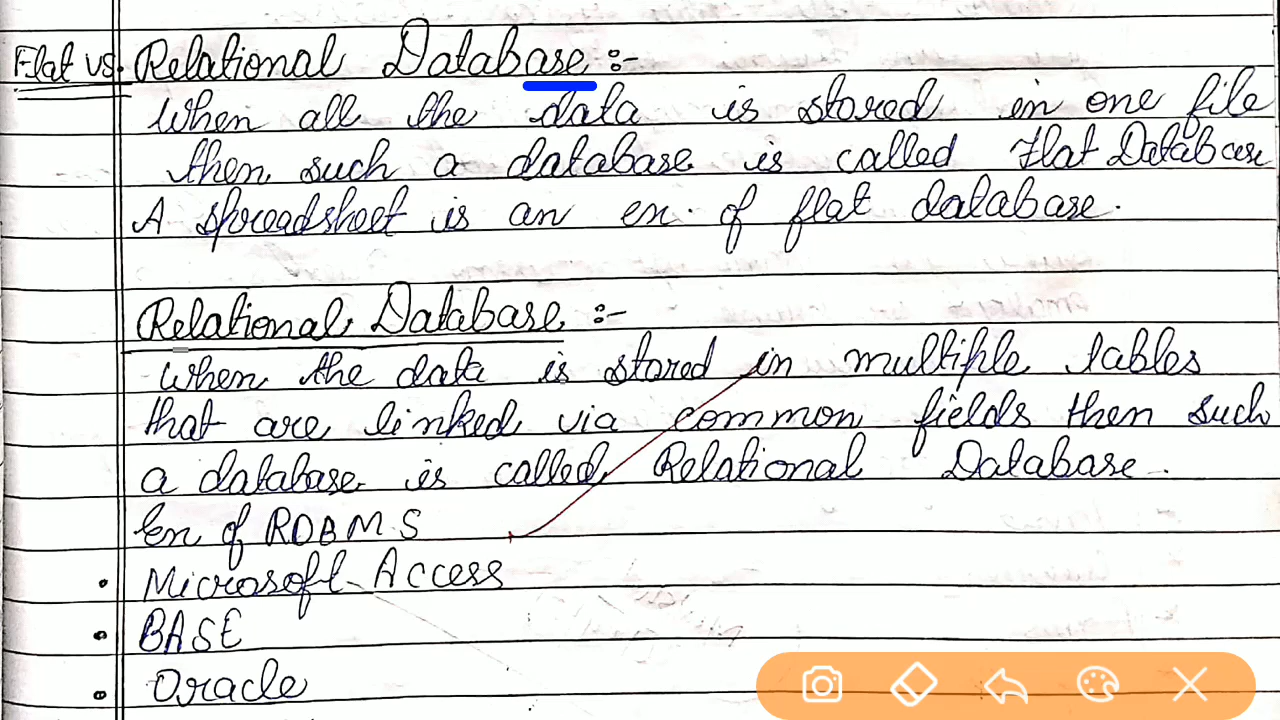 Flat vs. Relational Database :-
When all the data is stored in one file
then such a database is called Flat Database
A spreadsheet is an ex. of flat database.
Relational Database :-
When the data is stored in multiple tables
that are linked via common fields then such
a database is called Relational Database.
Ex of RDBMS
• Microsoft Access
• BASE
• Oracle